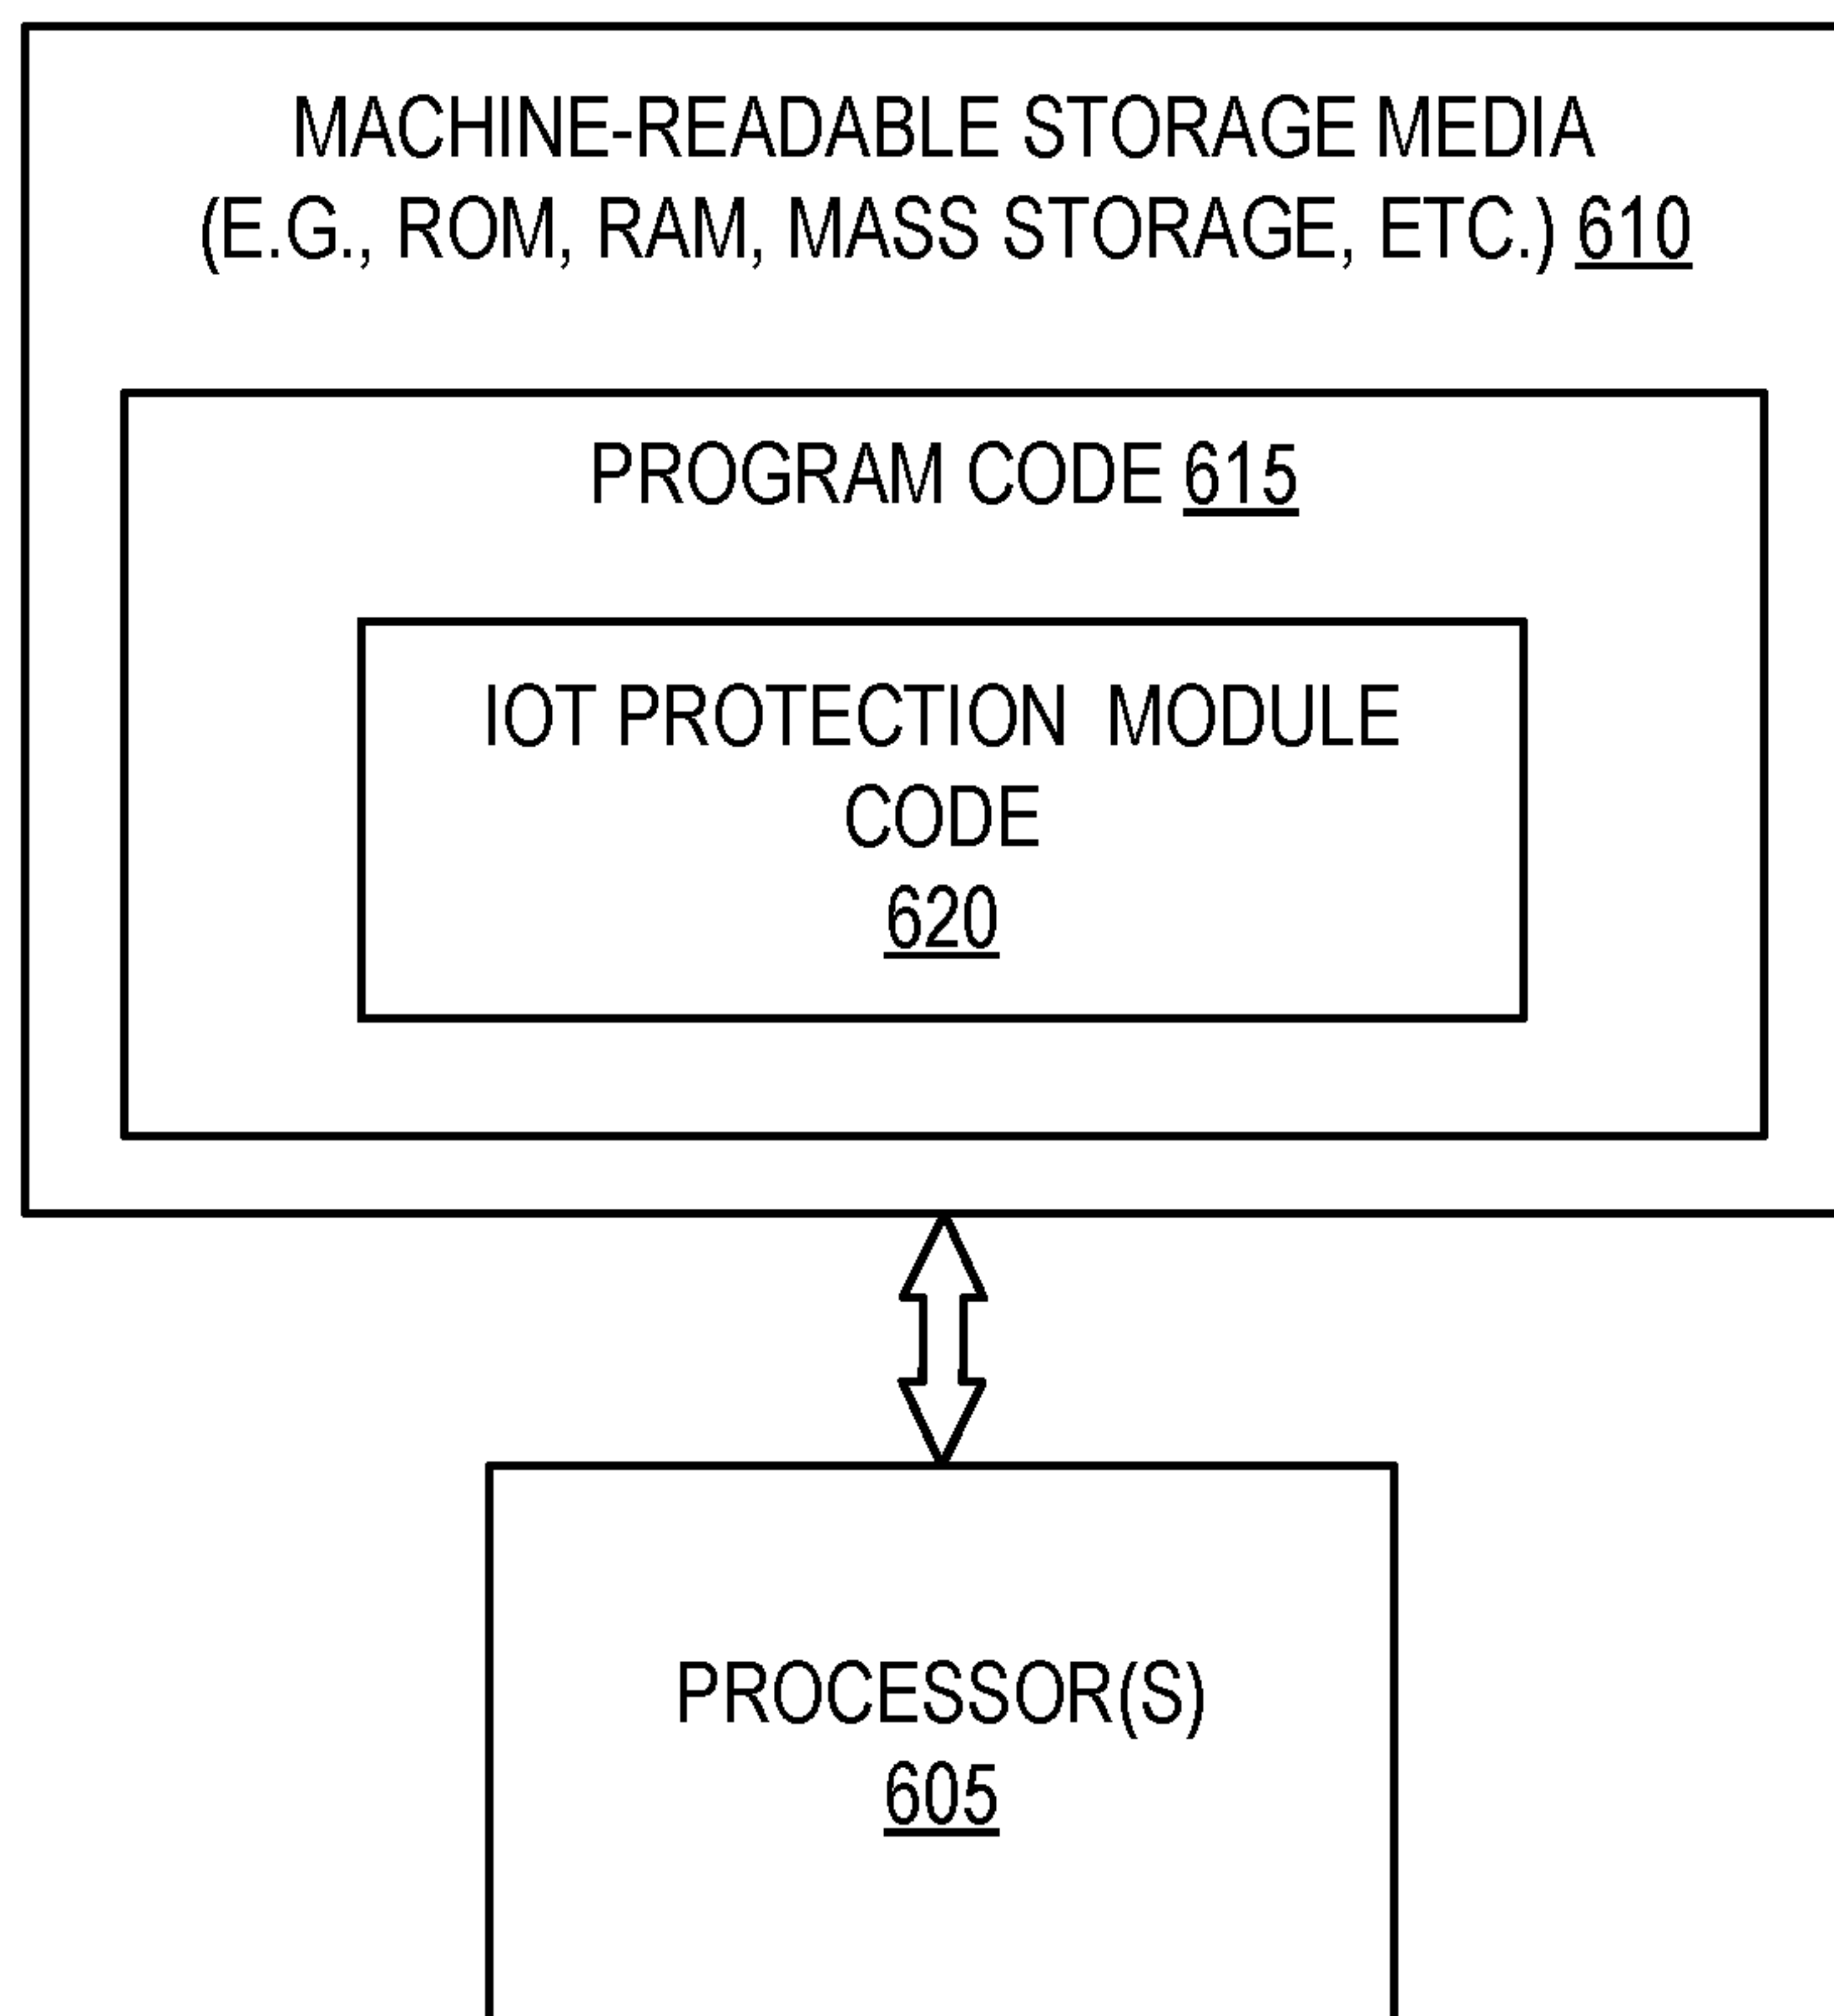 MACHINE-READABLE STORAGE MEDIA
(E.G., ROM, RAM, MASS STORAGE, ETC.) 610
PROGRAM CODE 615
IOT PROTECTION MODULE
CODE
620
PROCESSOR(S)
605